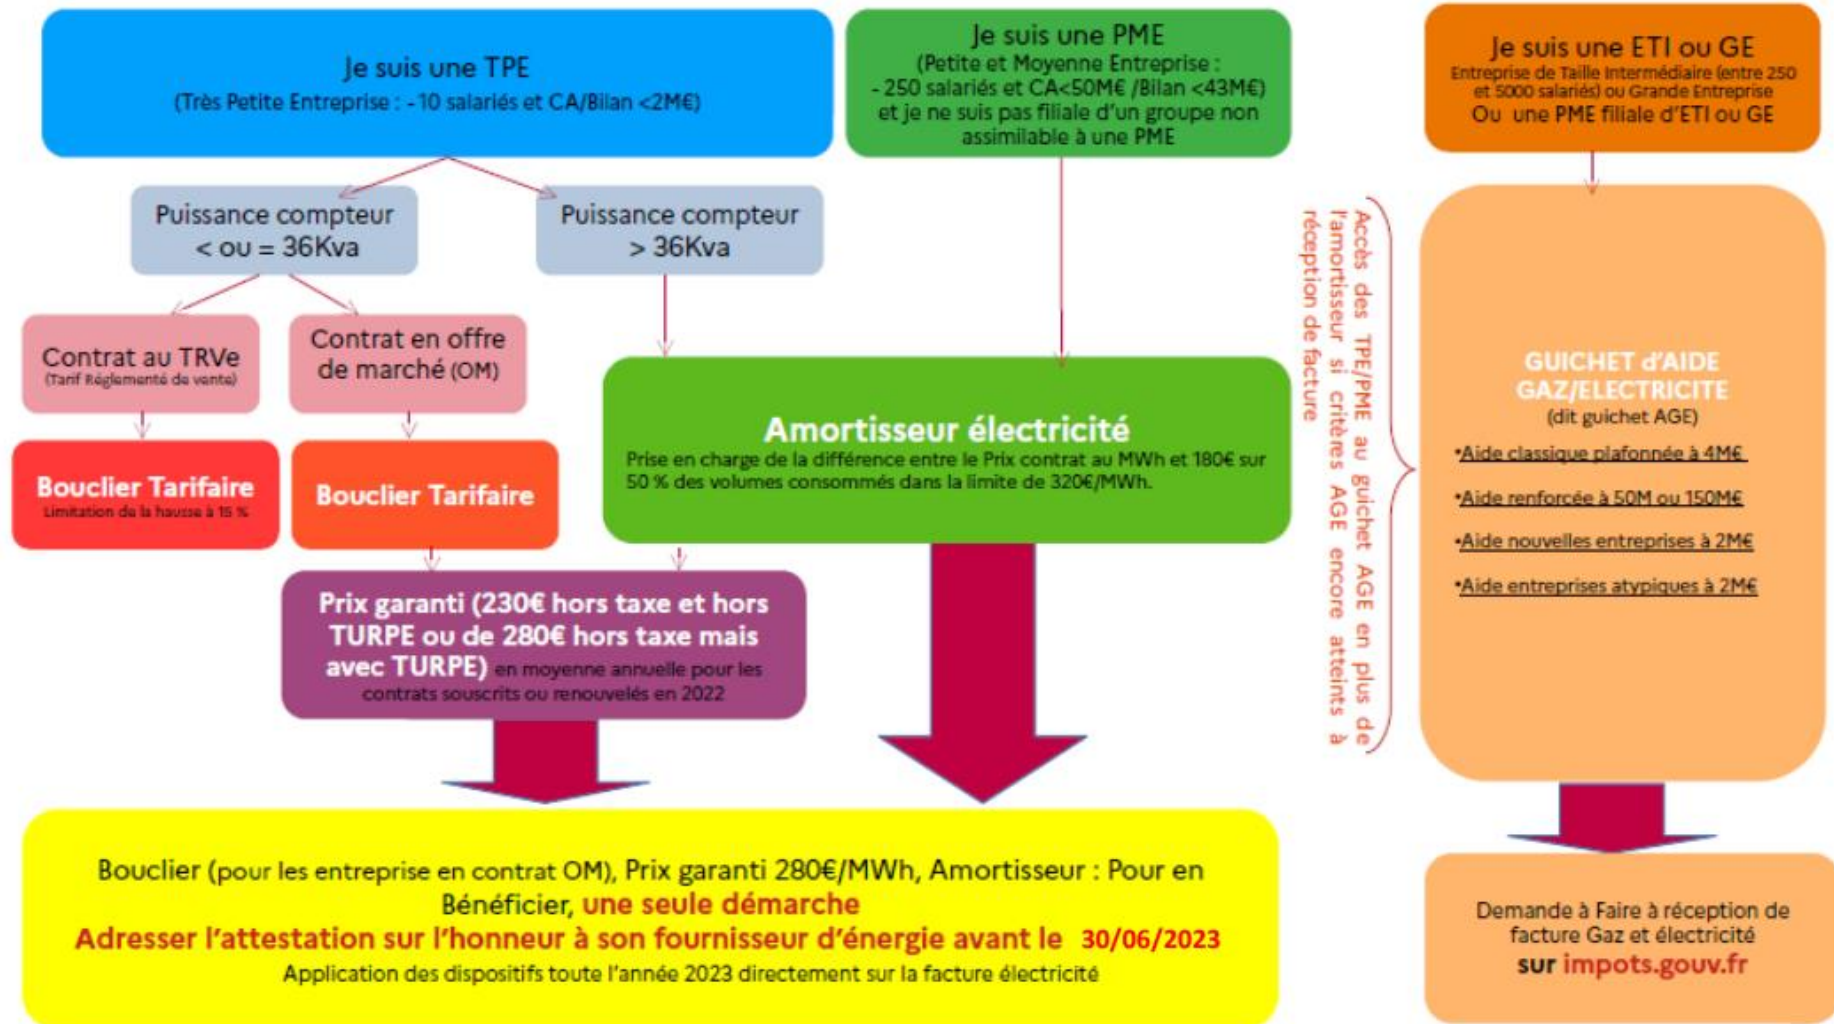 Je suis une TPE
(Très Petite Entreprise : -10 salariés et CA/Bilan <2M€)
Je suis une PME
(Petite et Moyenne Entreprise :
- 250 salariés et CA<50M€ /Bilan <43M€)
et je ne suis pas filiale d'un groupe non
assimilable à une PME
Je suis une ETI ou GE
Entreprise de Taille Intermédiaire (entre 250
et 5000 salariés) ou Grande Entreprise
Ou une PME filiale d'ETI ou GE
Puissance compteur
< ou = 36Kva
Puissance compteur
> 36Kva
Contrat au TRVe
(Tarif Réglementé de vente)
Contrat en offre
de marché (OM)
Bouclier Tarifaire
Limitation de la hausse à 15 %
Bouclier Tarifaire
Amortisseur électricité
Prise en charge de la différence entre le Prix contrat au MWh et 180€ sur
50 % des volumes consommés dans la limite de 320€/MWh.
Prix garanti (230€ hors taxe et hors
TURPE ou de 280€ hors taxe mais
avec TURPE) en moyenne annuelle pour les
contrats souscrits ou renouvelés en 2022
Accès des TPE/PME au guichet AGE en plus de
l'amortisseur si critères AGE encore atteints à
réception de facture
GUICHET d'AIDE
GAZ/ELECTRICITE
(dit guichet AGE)
•Aide classique plafonnée à 4M€
•Aide renforcée à 50M ou 150M€
•Aide nouvelles entreprises à 2M€
•Aide entreprises atypiques à 2M€
Bouclier (pour les entreprise en contrat OM), Prix garanti 280€/MWh, Amortisseur : Pour en
Bénéficier, une seule démarche
Adresser l'attestation sur l'honneur à son fournisseur d'énergie avant le 30/06/2023
Application des dispositifs toute l'année 2023 directement sur la facture électricité
Demande à Faire à réception de
facture Gaz et électricité
sur impots.gouv.fr